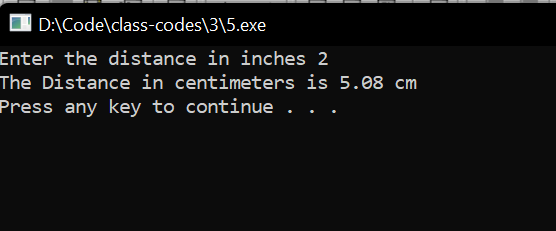 D:\Code\class-codes\3\5.exe
Enter the distance in inches 2
The Distance in centimeters is 5.08 cm
Press any key to continue . . .